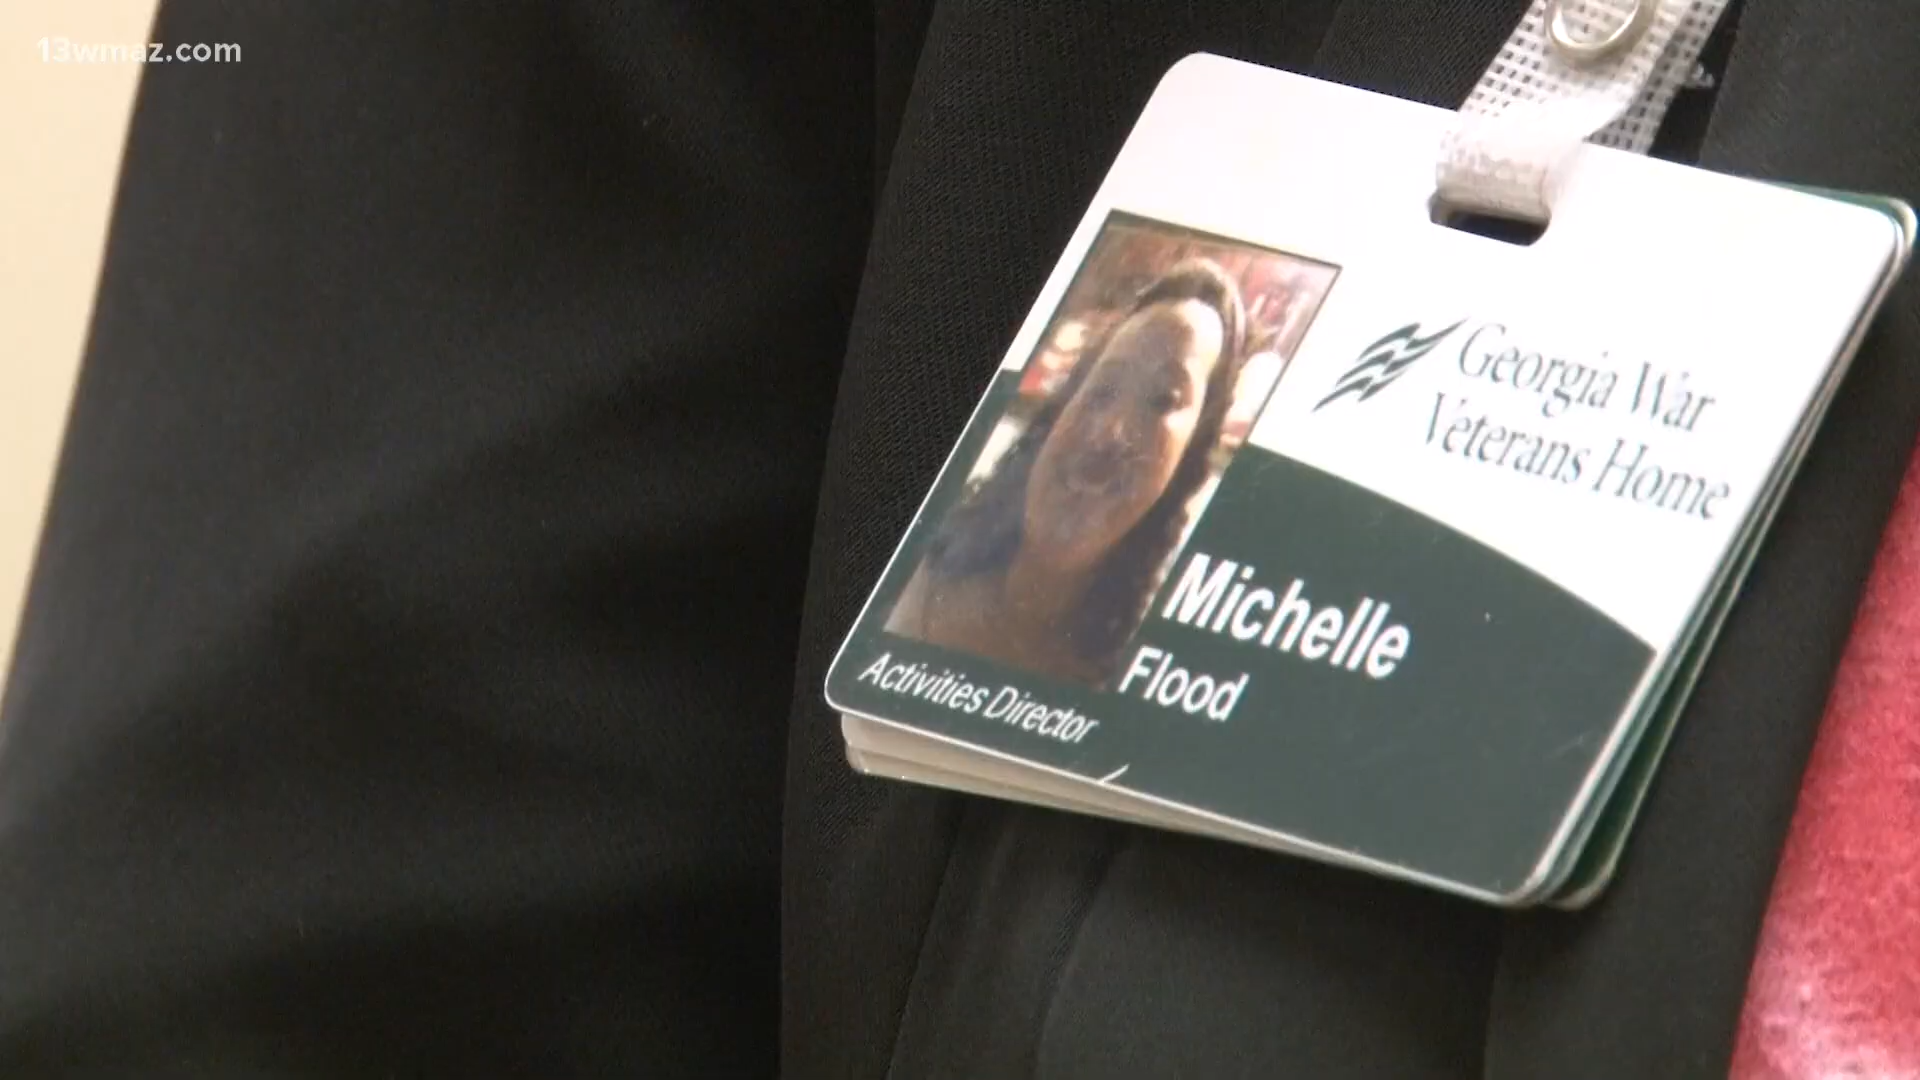 13wmaz.com
Georgia War
Veterans Home
Michelle
Flood
Activities Director